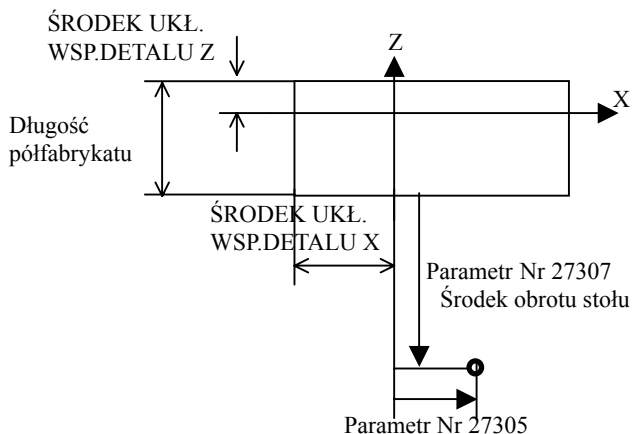 ŚRODEK UKŁ.
WSP.DETALU Z
Z
X
Długość
półfabrykatu
ŚRODEK UKŁ.
WSP.DETALU X
Parametr Nr 27307
Środek obrotu stołu
Parametr Nr 27305